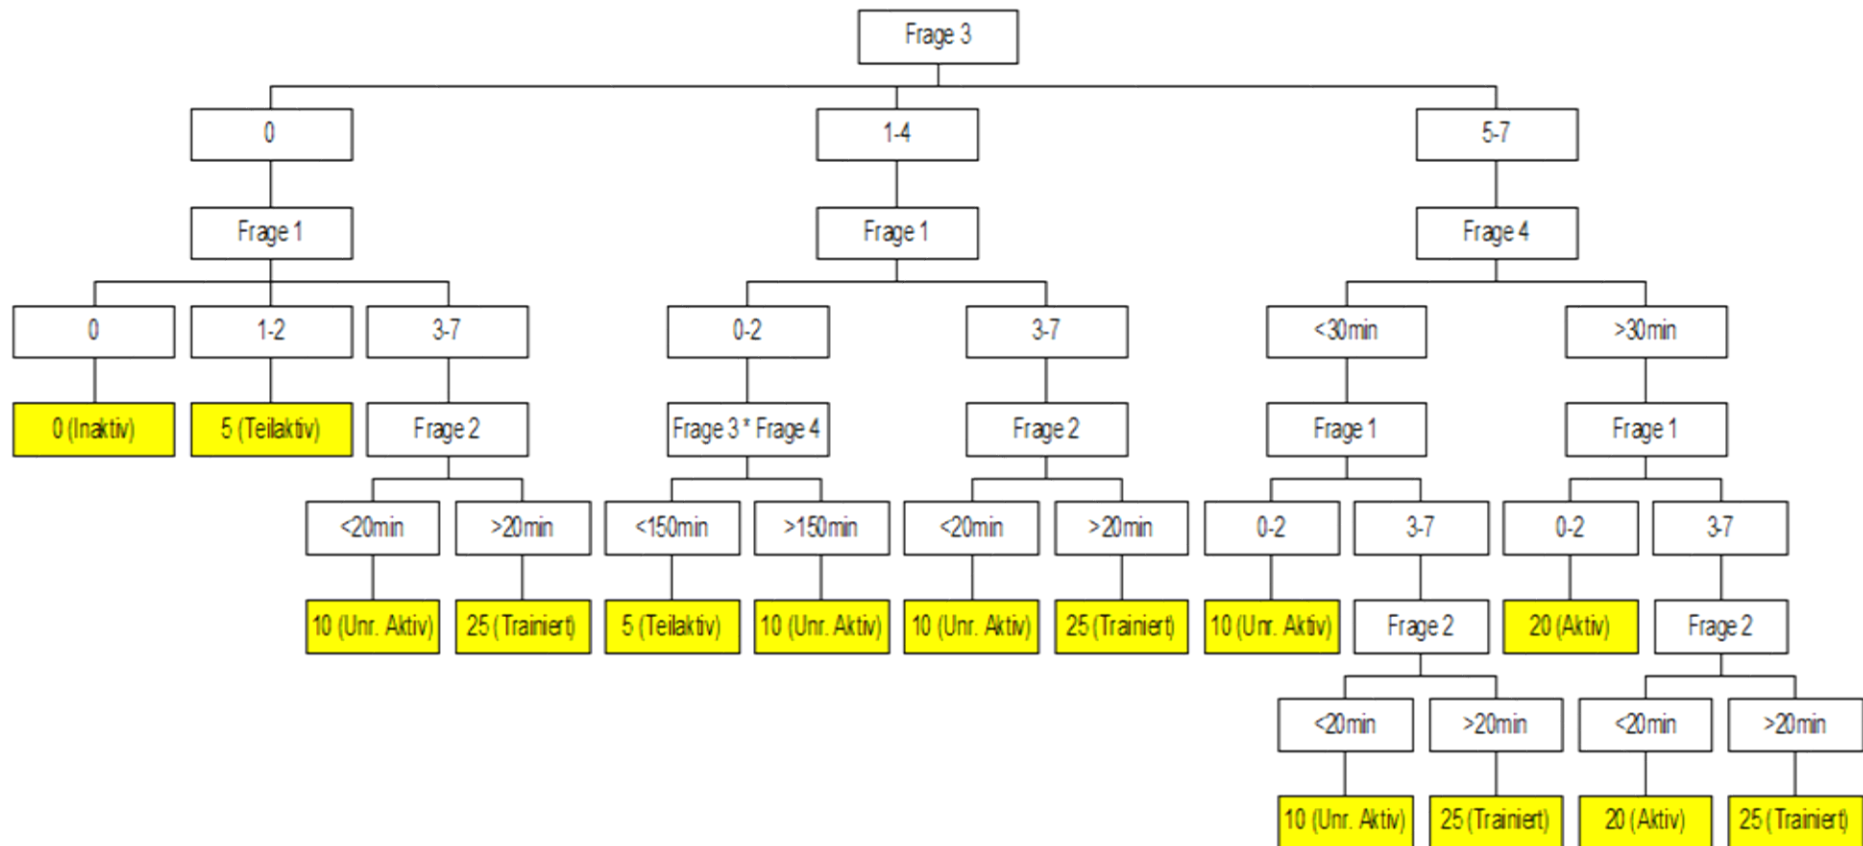 Frage 3
0
1-4
5-7
Frage 1
Frage 1
Frage 4
0
1-2
3-7
0-2
3-7
<30min
>30min
0 (Inaktiv)
5 (Teilaktiv)
Frage 2
Frage 3 * Frage 4
Frage 2
Frage 1
Frage 1
<20min
>20min
<150min
>150min
<20min
>20min
0-2
3-7
0-2
3-7
10 (Unr. Aktiv)
25 (Trainiert)
5 (Teilaktiv)
10 (Unr. Aktiv)
10 (Unr. Aktiv)
25 (Trainiert)
10 (Unr. Aktiv)
Frage 2
20 (Aktiv)
Frage 2
<20min
>20min
<20min
>20min
10 (Unr. Aktiv)
25 (Trainiert)
20 (Aktiv)
25 (Trainiert)